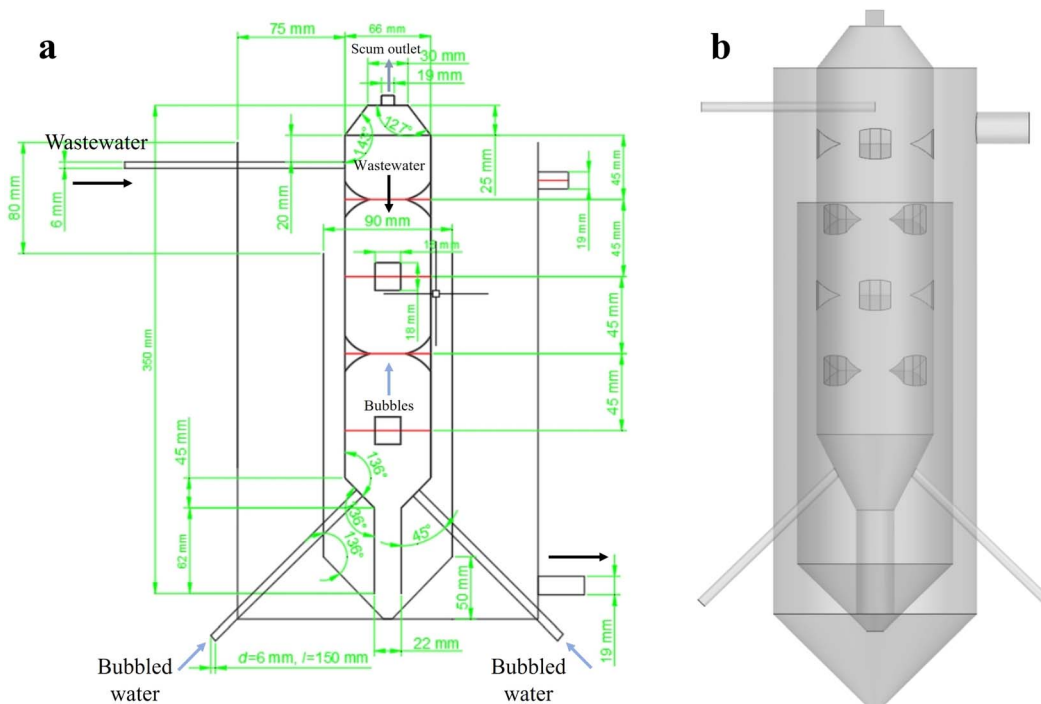 a
b
75 mm
66 mm
Scum outlet
30 mm
19 mm
127°
143°
Wastewater
Wastewater
6 mm
80 mm
20 mm
25 mm
45 mm
19 mm
90 mm
18 mm
45 mm
45 mm
350 mm
Bubbles
45 mm
45 mm
136°
136°
136°
45°
62 mm
50 mm
22 mm
19 mm
d=6 mm, l=150 mm
Bubbled
water
Bubbled
water